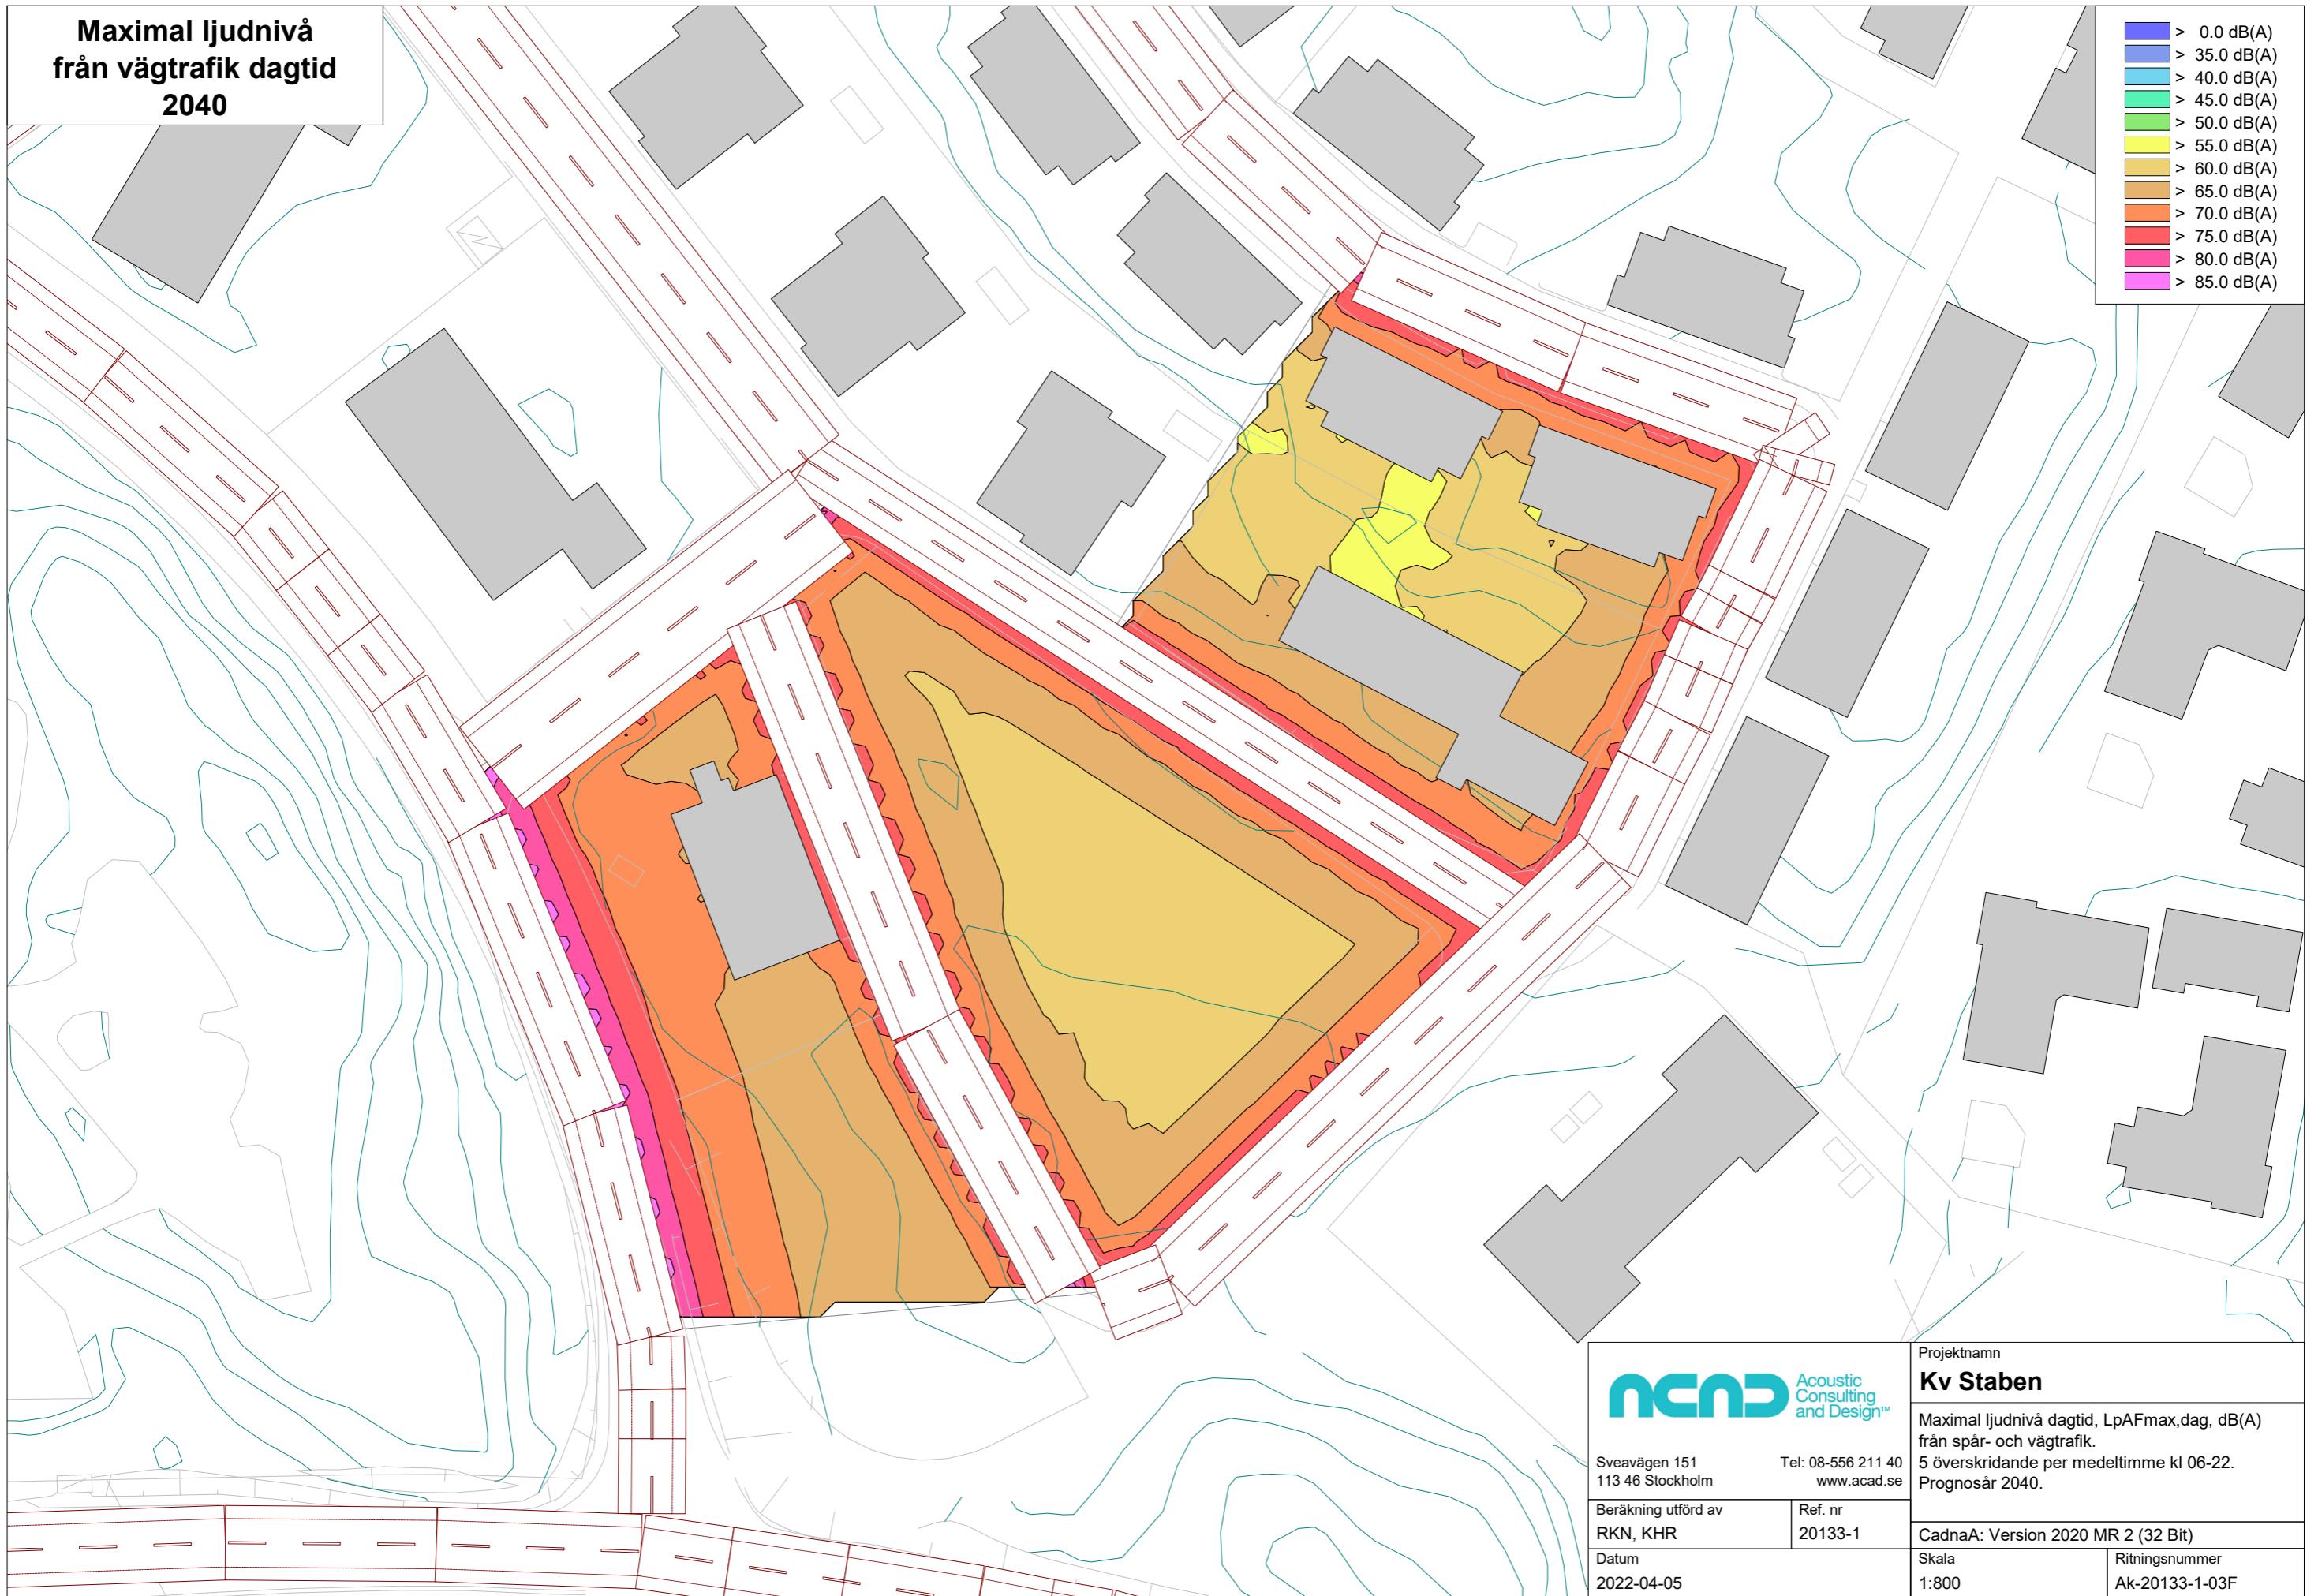 Maximal ljudnivå
från vägtrafik dagtid
2040
> 0.0 dB(A)
> 35.0 dB(A)
> 40.0 dB(A)
> 45.0 dB(A)
> 50.0 dB(A)
> 55.0 dB(A)
> 60.0 dB(A)
> 65.0 dB(A)
> 70.0 dB(A)
> 75.0 dB(A)
> 80.0 dB(A)
> 85.0 dB(A)
ACAD
Acoustic
Consulting
and Design™
Sveavägen 151
113 46 Stockholm
Tel: 08-556 211 40
www.acad.se
Projektnamn
Kv Staben
Maximal ljudnivå dagtid, LpAFmax,dag, dB(A)
från spår- och vägtrafik.
5 överskridande per medeltimme kl 06-22.
Prognosår 2040.
Beräkning utförd av
RKN, KHR
Ref. nr
20133-1
CadnaA: Version 2020 MR 2 (32 Bit)
Datum
2022-04-05
Skala
1:800
Ritningsnummer
Ak-20133-1-03F